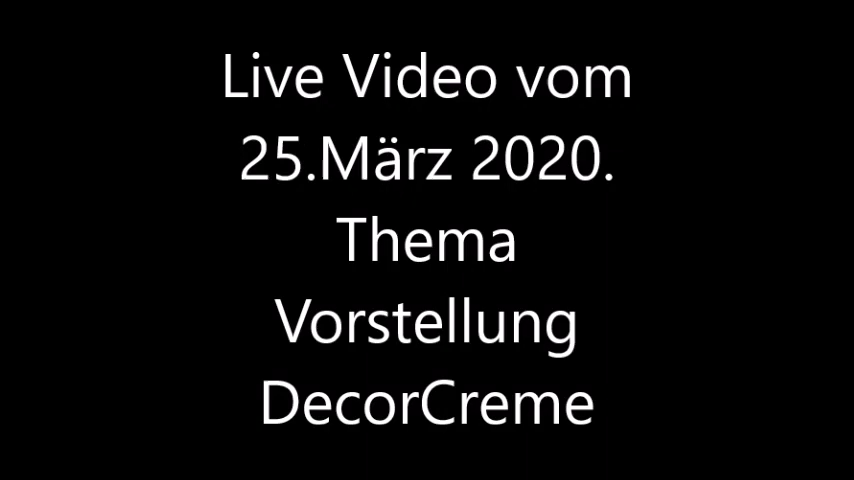 Live Video vom
25.März 2020.
Thema
Vorstellung
DecorCreme